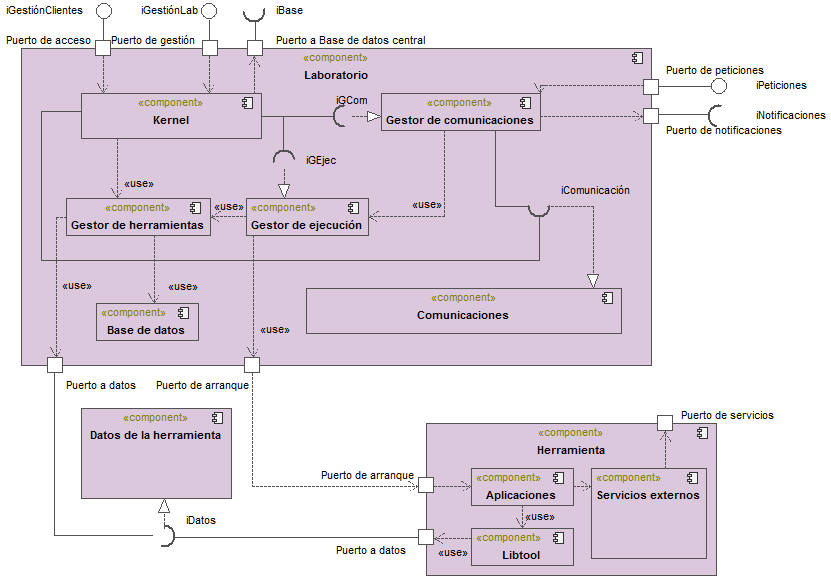 iGestiónClientes
iGestiónLab
iBase
Puerto de acceso
Puerto de gestión
Puerto a Base de datos central
«component»
Laboratorio
Puerto de peticiones
iPeticiones
iNotificaciones
Puerto de notificaciones
«component»
Kernel
iGCom
«component»
Gestor de comunicaciones
iGEjec
«use»
iComunicación
«component»
Gestor de herramientas
«use»
«component»
Gestor de ejecución
«use»
«use»
«use»
«component»
Base de datos
«use»
«component»
Comunicaciones
Puerto a datos
Puerto de arranque
«component»
Datos de la herramienta
Puerto de servicios
«component»
Herramienta
Puerto de arranque
«component»
Aplicaciones
«component»
Servicios externos
iDatos
«use»
Puerto a datos
«use»
«component»
Libtool